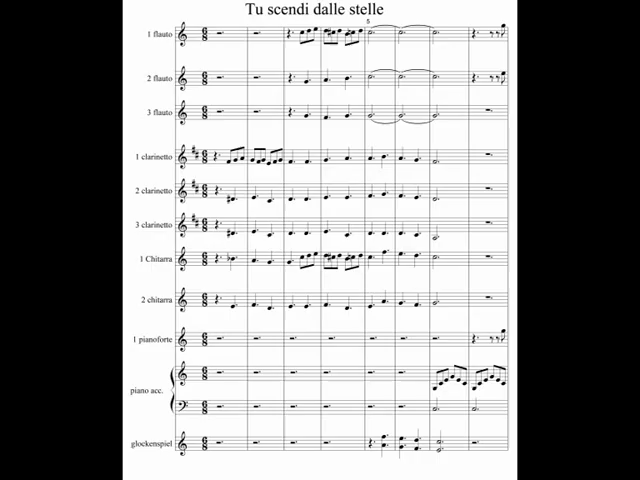 Tu scendi dalle stelle
5
1 flauto
2 flauto
3 flauto
1 clarinetto
2 clarinetto
3 clarinetto
1 Chitarra
2 chitarra
1 pianoforte
piano acc.
glockenspiel